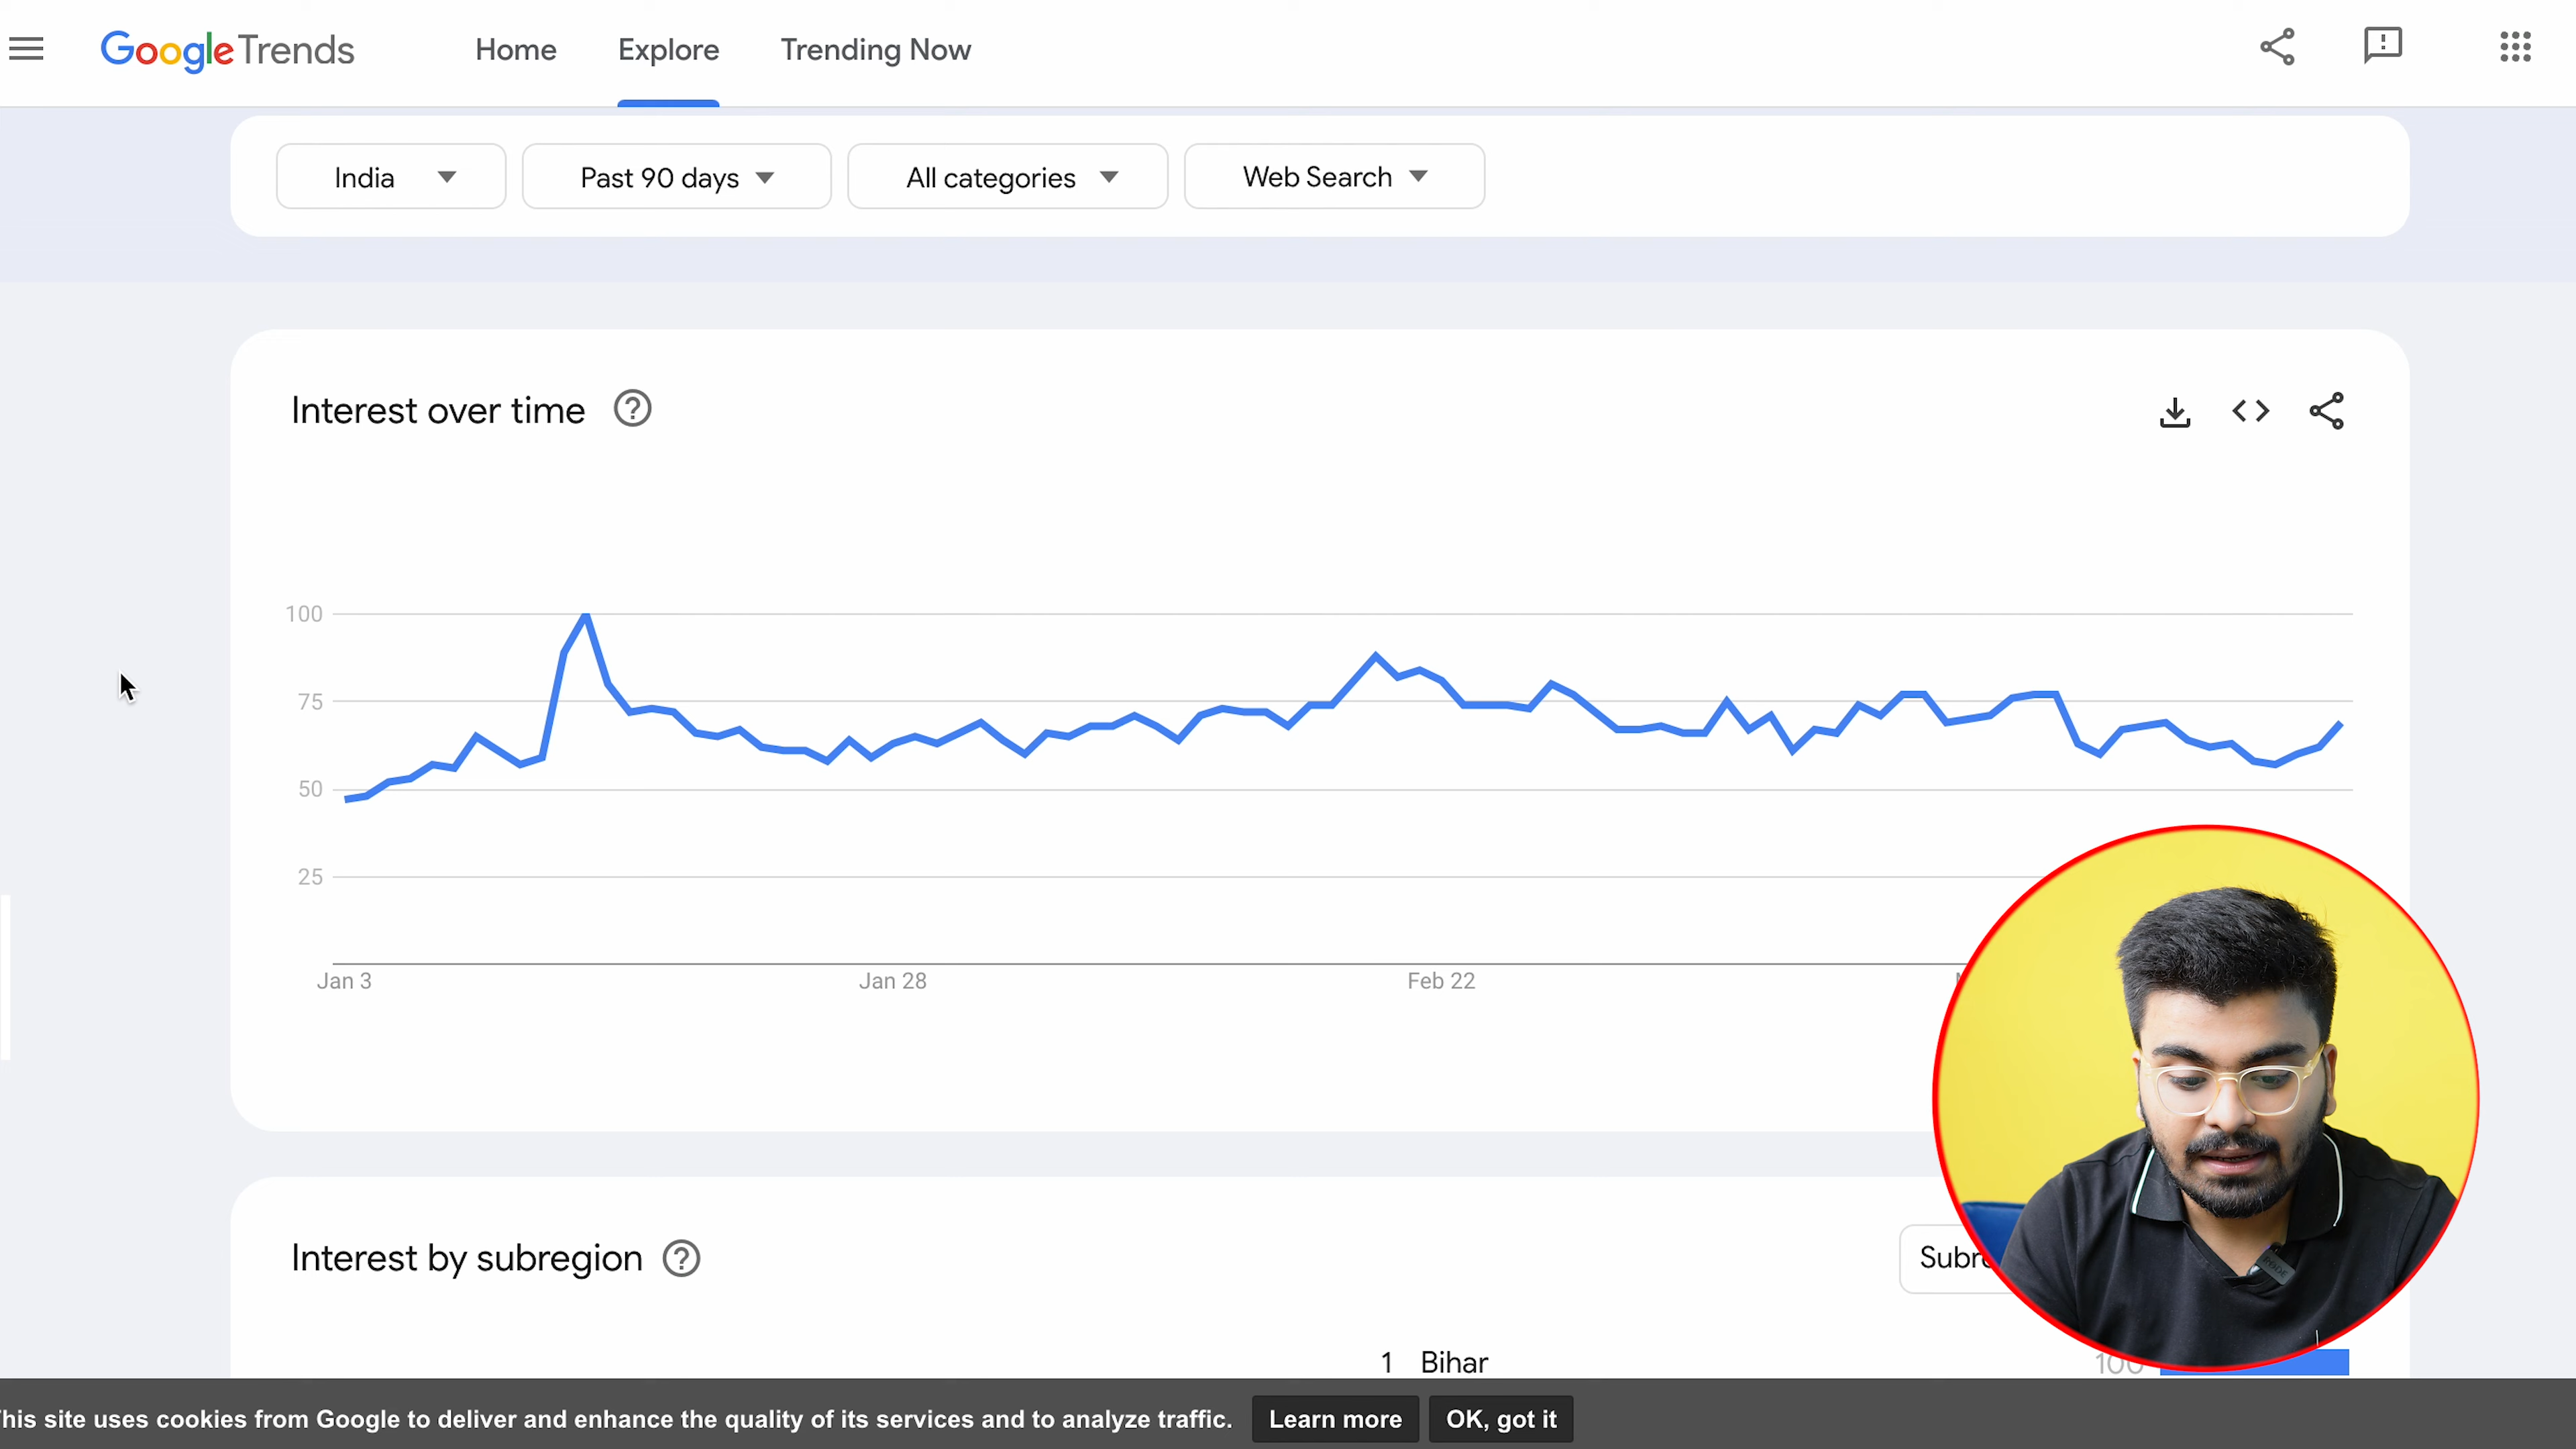 Google Trends Home Explore Trending Now
India Past 90 days All categories Web Search
Interest over time
100
75
50
25
Jan 3 Jan 28 Feb 22
Interest by subregion
1 Bihar 100
his site uses cookies from Google to deliver and enhance the quality of its services and to analyze traffic. Learn more OK, got it